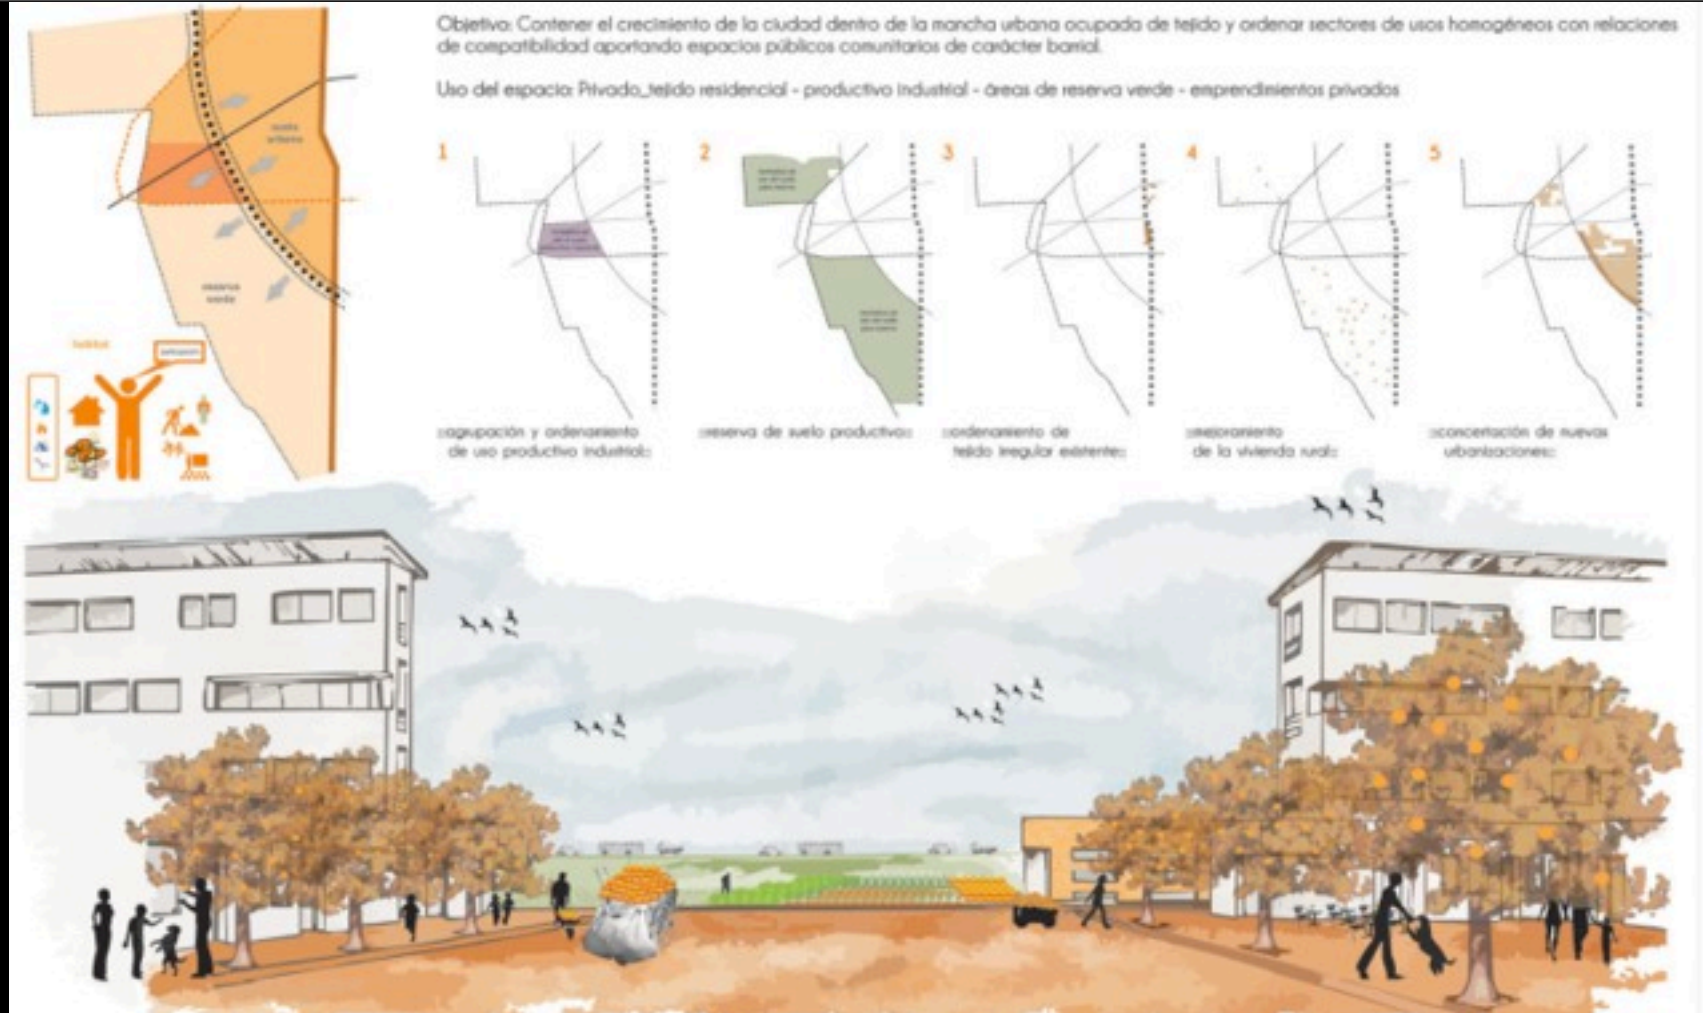 Objetivo: Contener el crecimiento de la ciudad dentro de la mancha urbana ocupada de tejido y ordenar sectores de usos homogéneos con relaciones
de compatibilidad aportando espacios públicos comunitarios de carácter barrial.
Uso del espacio: Privado_tejido residencial - productivo industrial - áreas de reserva verde - emprendimientos privados
1
2
3
4
5
reserva
verde
habitat
::agrupación y ordenamiento
de uso productivo industrial::
::reserva de suelo productivo::
::ordenamiento de
tejido irregular existente::
::mejoramiento
de la vivienda rural::
::concertación de nuevas
urbanizaciones::